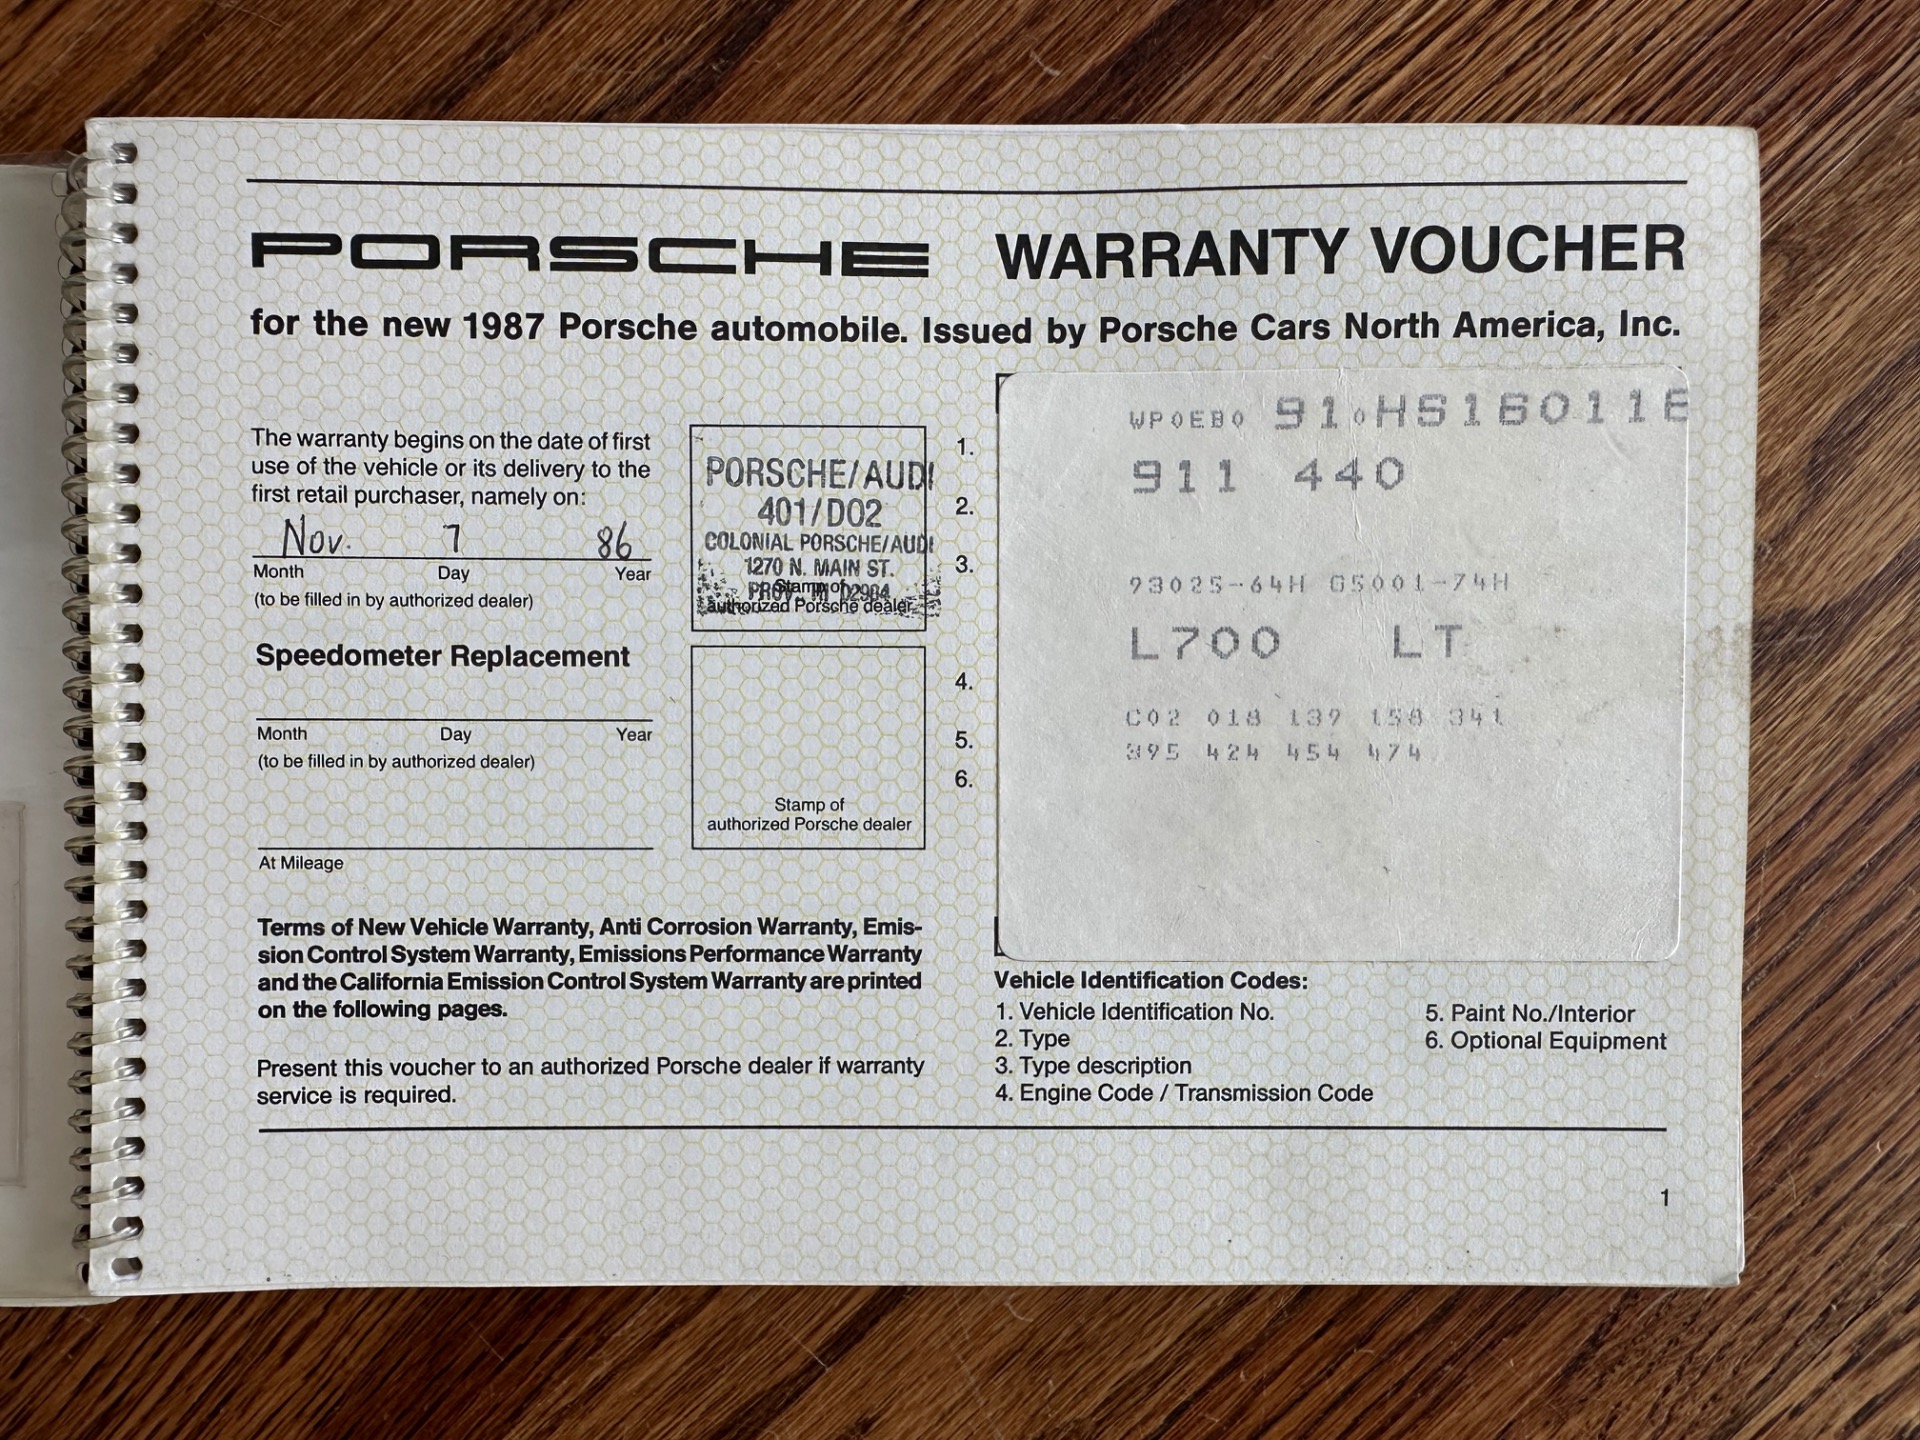 PORSCHE WARRANTY VOUCHER
for the new 1987 Porsche automobile. Issued by Porsche Cars North America, Inc.
The warranty begins on the date of first
use of the vehicle or its delivery to the
first retail purchaser, namely on:
Nov. 7 86
Month Day Year
(to be filled in by authorized dealer)
PORSCHE/AUDI
401/D02
COLONIAL PORSCHE/AUDI
1270 N. MAIN ST.
PROV. RI 02904
Stamp of
authorized Porsche dealer
Speedometer Replacement
Month Day Year
(to be filled in by authorized dealer)
At Mileage
Stamp of
authorized Porsche dealer
1.
2.
3.
4.
5.
6.
WP0EB0 91 0HS160116
911 440
93025-64H G5001-74H
L700 LT
C02 018 139 158 341
395 424 454 474
Terms of New Vehicle Warranty, Anti Corrosion Warranty, Emis-
sion Control System Warranty, Emissions Performance Warranty
and the California Emission Control System Warranty are printed
on the following pages.
Present this voucher to an authorized Porsche dealer if warranty
service is required.
Vehicle Identification Codes:
1. Vehicle Identification No.
2. Type
3. Type description
4. Engine Code / Transmission Code
5. Paint No./Interior
6. Optional Equipment
1